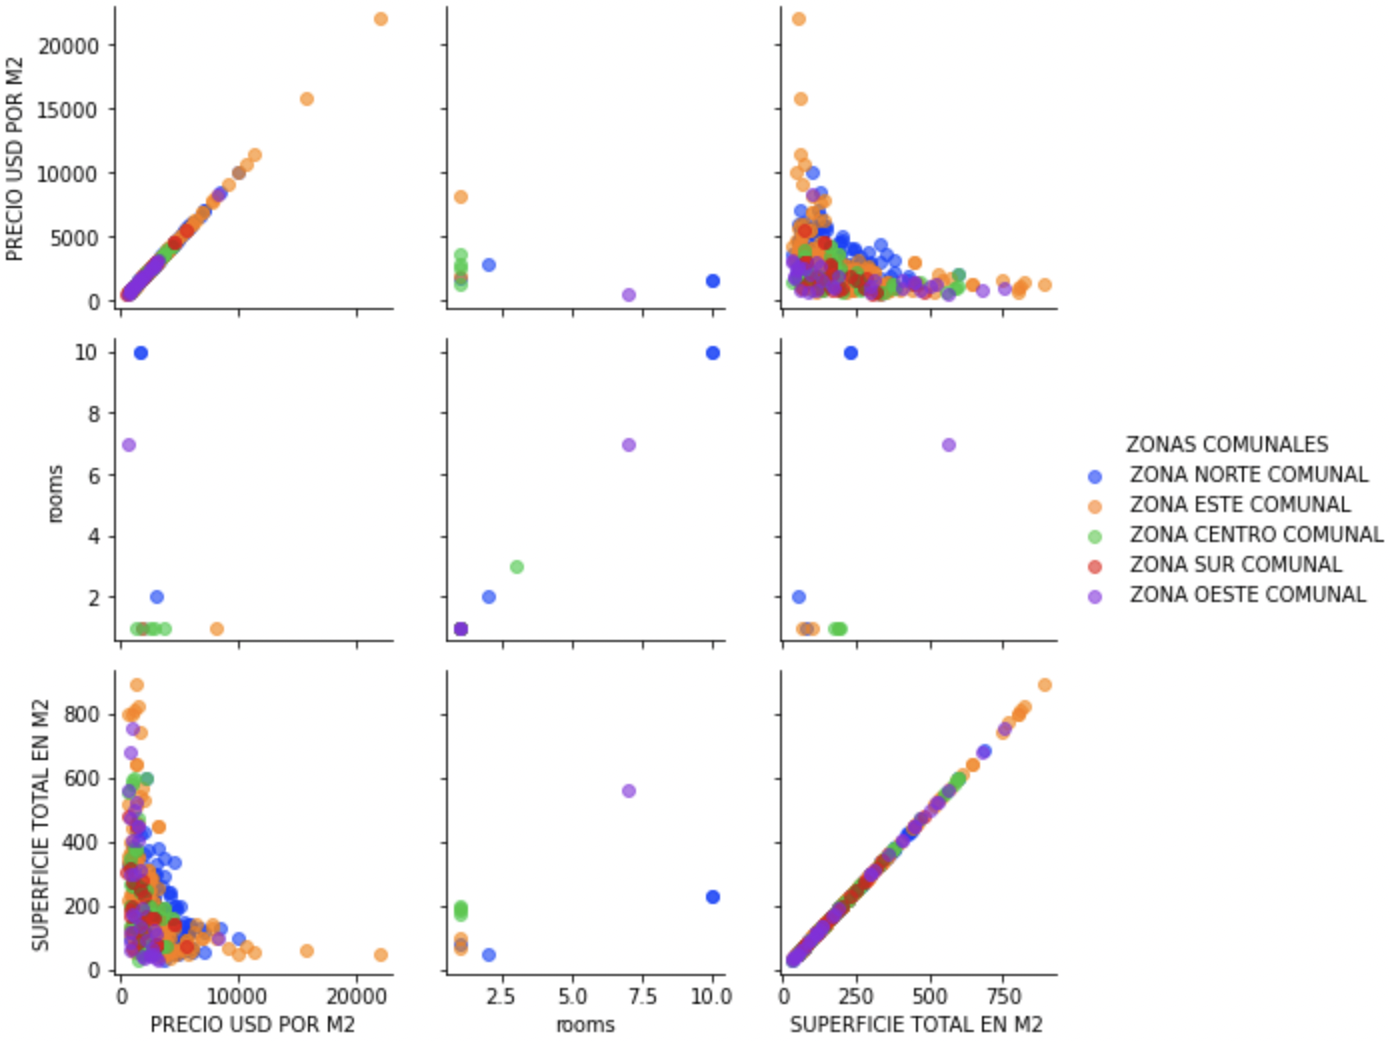 PRECIO USD POR M2
20000
15000
10000
5000
0
rooms
10
8
6
4
2
ZONAS COMUNALES
ZONA NORTE COMUNAL
ZONA ESTE COMUNAL
ZONA CENTRO COMUNAL
ZONA SUR COMUNAL
ZONA OESTE COMUNAL
SUPERFICIE TOTAL EN M2
800
600
400
200
0
0 10000 20000
2.5 5.0 7.5 10.0
0 250 500 750
PRECIO USD POR M2
rooms
SUPERFICIE TOTAL EN M2